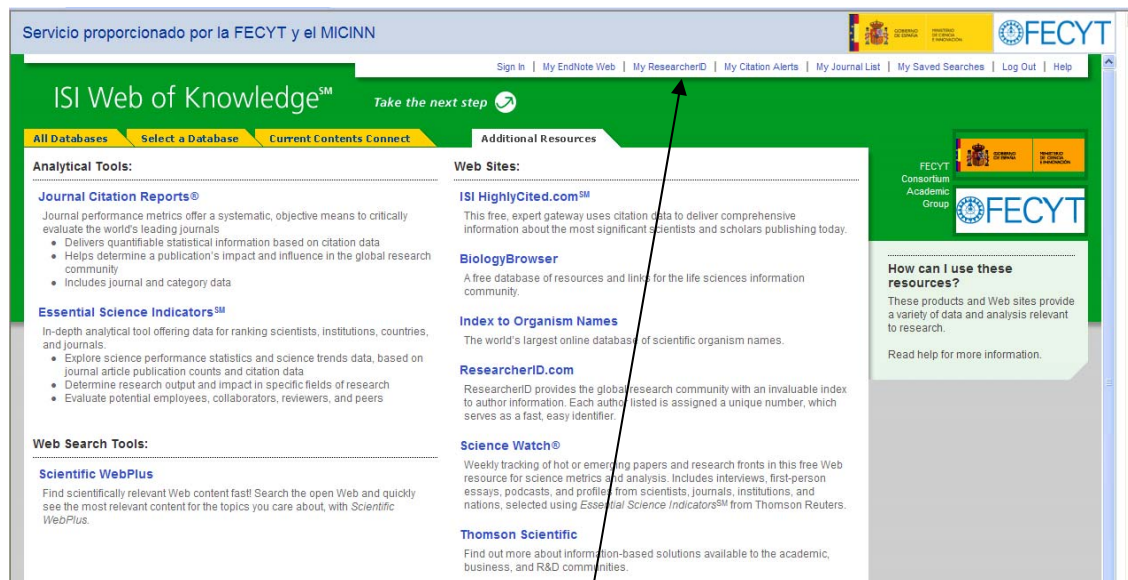 Servicio proporcionado por la FECYT y el MICINN
GOBIERNO DE ESPAÑA
MINISTERIO DE CIENCIA E INNOVACIÓN
FECYT
Sign In | My EndNote Web | My ResearcherID | My Citation Alerts | My Journal List | My Saved Searches | Log Out | Help
ISI Web of Knowledge℠
Take the next step
All Databases
Select a Database
Current Contents Connect
Additional Resources
Analytical Tools:
Journal Citation Reports®
Journal performance metrics offer a systematic, objective means to critically
evaluate the world's leading journals
• Delivers quantifiable statistical information based on citation data
• Helps determine a publication's impact and influence in the global research
community
• Includes journal and category data
Essential Science Indicators℠
In-depth analytical tool offering data for ranking scientists, institutions, countries,
and journals.
• Explore science performance statistics and science trends data, based on
journal article publication counts and citation data
• Determine research output and impact in specific fields of research
• Evaluate potential employees, collaborators, reviewers, and peers
Web Search Tools:
Scientific WebPlus
Find scientifically relevant Web content fast! Search the open Web and quickly
see the most relevant content for the topics you care about, with Scientific
WebPlus.
Web Sites:
ISI HighlyCited.com℠
This free, expert gateway uses citation data to deliver comprehensive
information about the most significant scientists and scholars publishing today.
BiologyBrowser
A free database of resources and links for the life sciences information
community.
Index to Organism Names
The world's largest online database of scientific organism names.
ResearcherID.com
ResearcherID provides the global research community with an invaluable index
to author information. Each author listed is assigned a unique number, which
serves as a fast, easy identifier.
Science Watch®
Weekly tracking of hot or emerging papers and research fronts in this free Web
resource for science metrics and analysis. Includes interviews, first-person
essays, podcasts, and profiles from scientists, journals, institutions, and
nations, selected using Essential Science Indicators℠ from Thomson Reuters.
Thomson Scientific
Find out more about information-based solutions available to the academic,
business, and R&D communities.
FECYT
Consortium
Academic
Group
GOBIERNO DE ESPAÑA
MINISTERIO DE CIENCIA E INNOVACIÓN
FECYT
How can I use these
resources?
These products and Web sites provide
a variety of data and analysis relevant
to research.
Read help for more information.